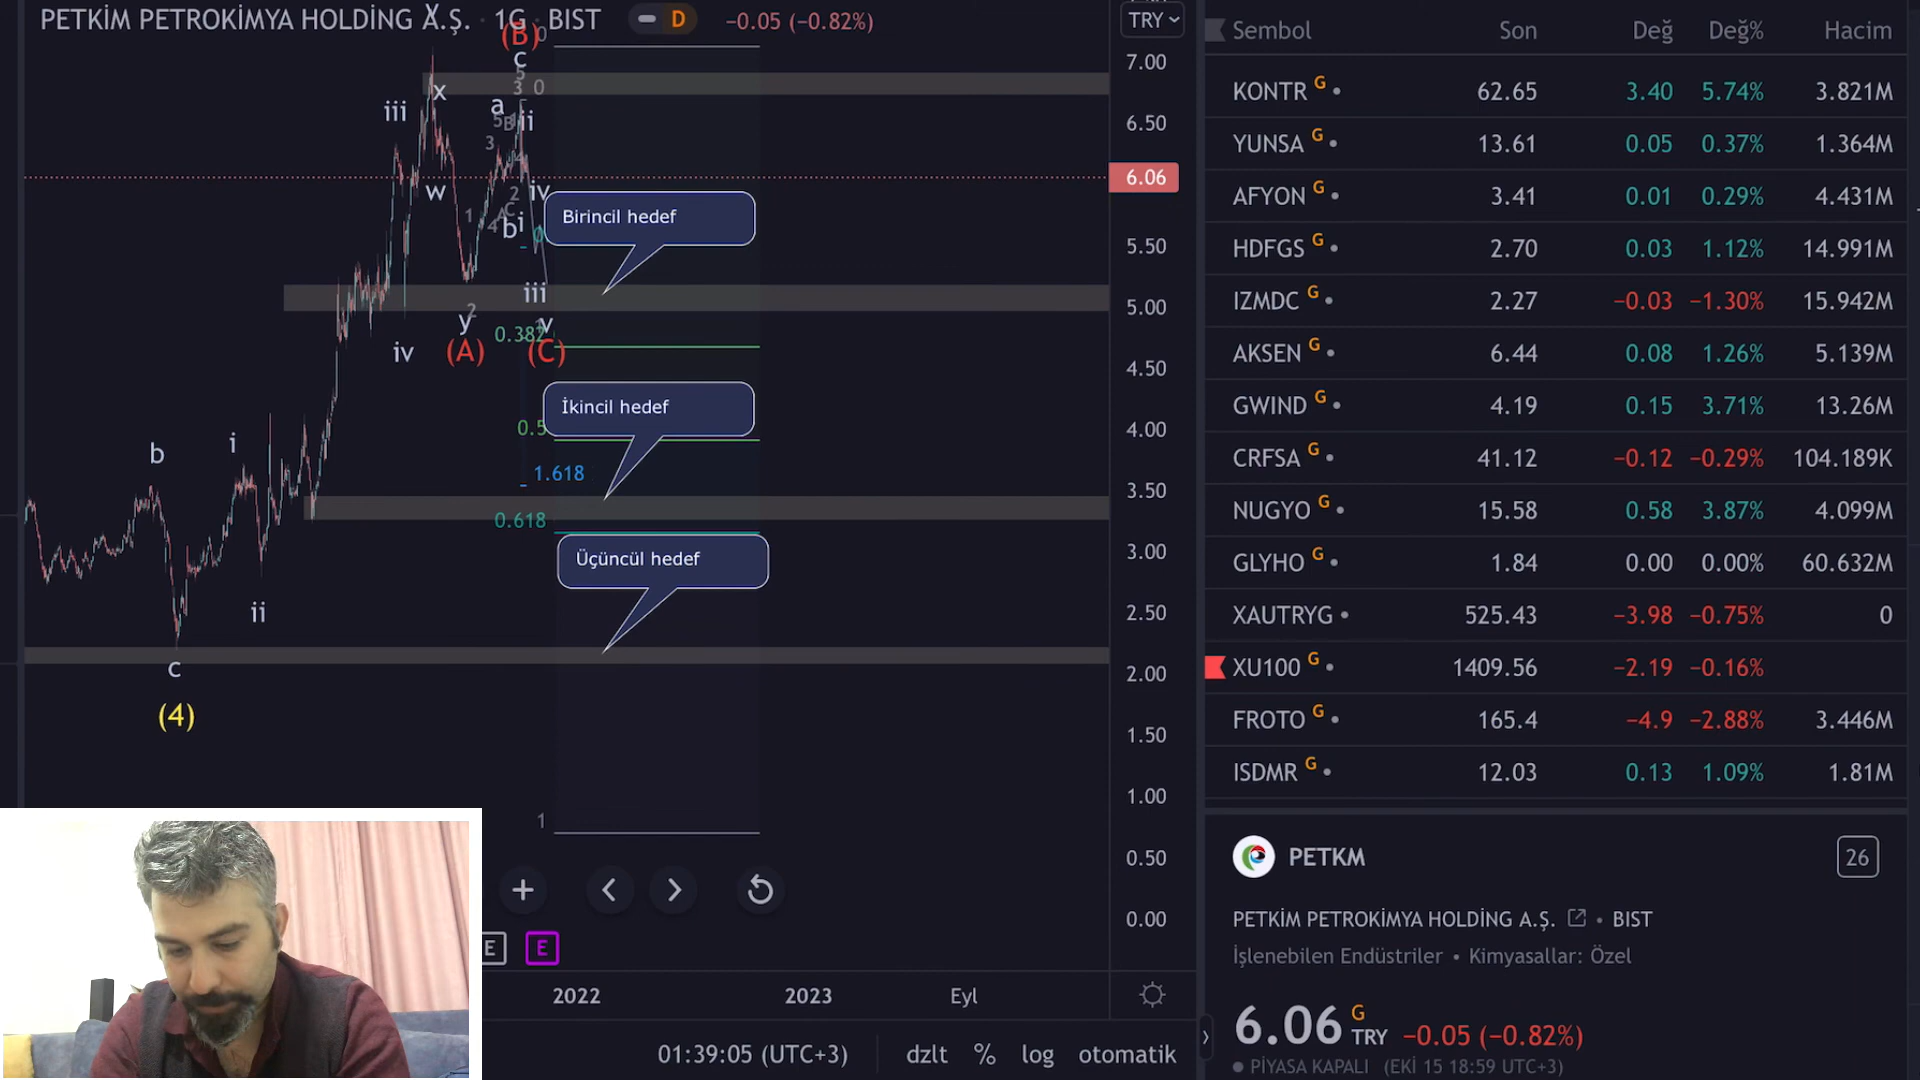 PETKİM PETROKİMYA HOLDİNG A.Ş. · 1G · BIST
D
−0.05 (−0.82%)
TRY
(B)
0
c
5
3 0
x
a
iii
ii
3
w
iv
2
1
4
b
i
Birincil hedef
iii
2
y
v
0.382
iv
(A)
(C)
İkincil hedef
0.5
b
i
1.618
0.618
Üçüncül hedef
ii
c
(4)
1
7.00
6.50
6.06
5.50
5.00
4.50
4.00
3.50
3.00
2.50
2.00
1.50
1.00
0.50
0.00
E
E
2022
2023
Eyl
01:39:05 (UTC+3)
dzlt
%
log
otomatik
Sembol Son Değ Değ% Hacim
KONTR G 62.65 3.40 5.74% 3.821M
YUNSA G 13.61 0.05 0.37% 1.364M
AFYON G 3.41 0.01 0.29% 4.431M
HDFGS G 2.70 0.03 1.12% 14.991M
IZMDC G 2.27 −0.03 −1.30% 15.942M
AKSEN G 6.44 0.08 1.26% 5.139M
GWIND G 4.19 0.15 3.71% 13.26M
CRFSA G 41.12 −0.12 −0.29% 104.189K
NUGYO G 15.58 0.58 3.87% 4.099M
GLYHO G 1.84 0.00 0.00% 60.632M
XAUTRYG 525.43 −3.98 −0.75% 0
XU100 G 1409.56 −2.19 −0.16%
FROTO G 165.4 −4.9 −2.88% 3.446M
ISDMR G 12.03 0.13 1.09% 1.81M
PETKM
26
PETKİM PETROKİMYA HOLDİNG A.Ş. • BIST
İşlenebilen Endüstriler • Kimyasallar: Özel
6.06 G TRY −0.05 (−0.82%)
PİYASA KAPALI (EKİ 15 18:59 UTC+3)